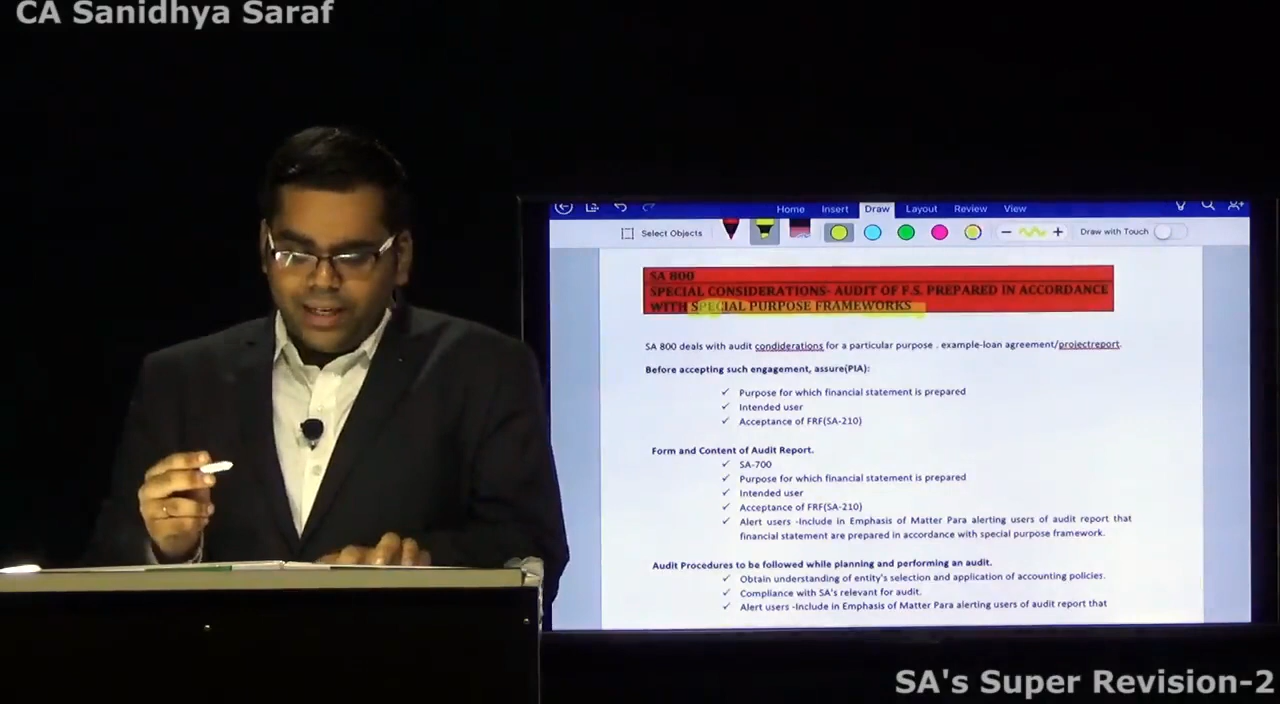 CA Sanidhya Saraf
Home Insert Draw Layout Review View
Select Objects
Draw with Touch
SA 800
SPECIAL CONSIDERATIONS- AUDIT OF F.S. PREPARED IN ACCORDANCE
WITH SPECIAL PURPOSE FRAMEWORKS
SA 800 deals with audit condiderations for a particular purpose . example-loan agreement/projectreport.
Before accepting such engagement, assure(PIA):
✓ Purpose for which financial statement is prepared
✓ Intended user
✓ Acceptance of FRF(SA-210)
Form and Content of Audit Report.
✓ SA-700
✓ Purpose for which financial statement is prepared
✓ Intended user
✓ Acceptance of FRF(SA-210)
✓ Alert users -Include in Emphasis of Matter Para alerting users of audit report that
financial statement are prepared in accordance with special purpose framework.
Audit Procedures to be followed while planning and performing an audit.
✓ Obtain understanding of entity's selection and application of accounting policies.
✓ Compliance with SA's relevant for audit.
✓ Alert users -Include in Emphasis of Matter Para alerting users of audit report that
SA's Super Revision-2